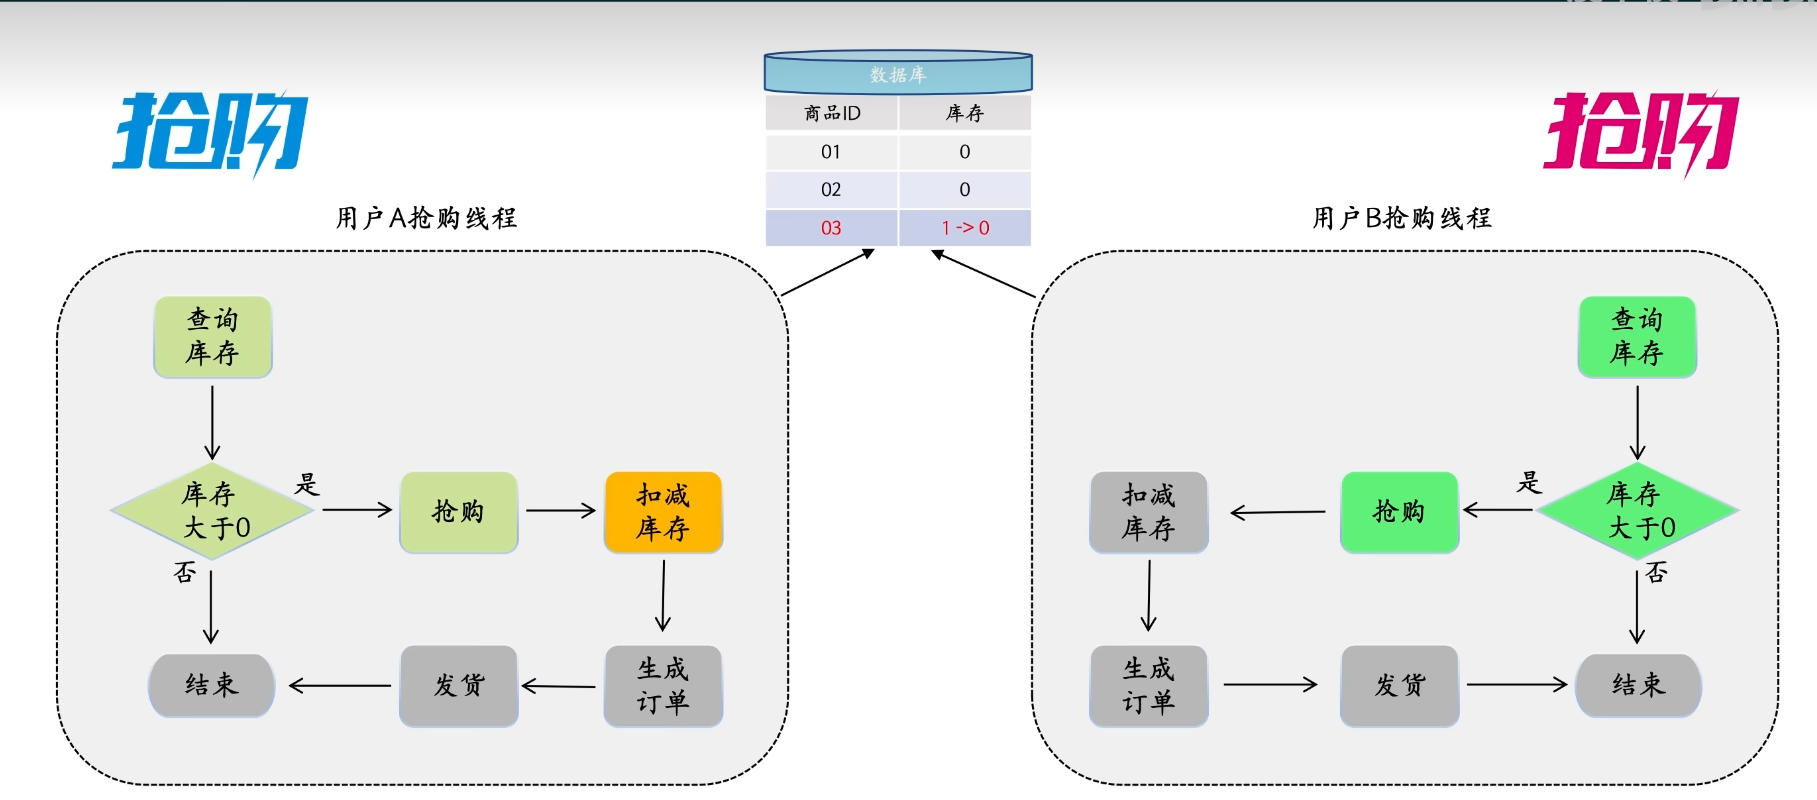 数据库
商品ID 库存
01 0
02 0
03 1 -> 0
抢购
用户A抢购线程
查询
库存
库存
大于0
是
否
抢购
扣减
库存
生成
订单
发货
结束
抢购
用户B抢购线程
查询
库存
库存
大于0
是
否
抢购
扣减
库存
生成
订单
发货
结束